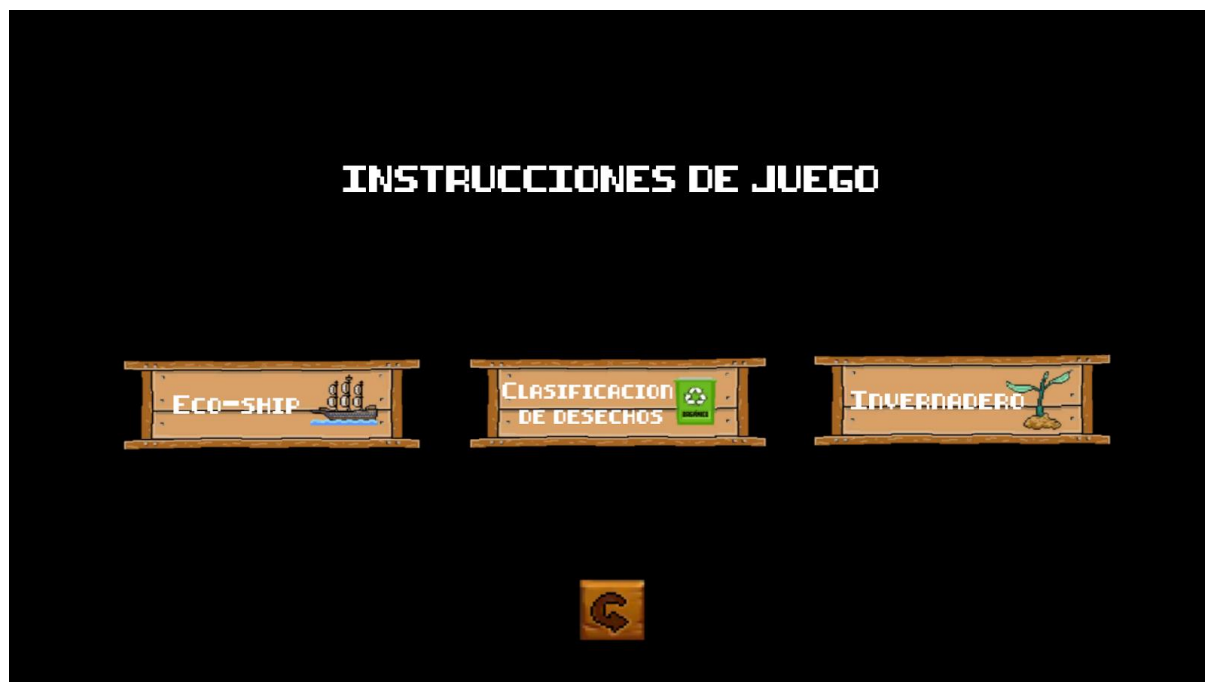 INSTRUCCIONES DE JUEGO
ECO-SHIP
CLASIFICACION
DE DESECHOS
INVERNADERO